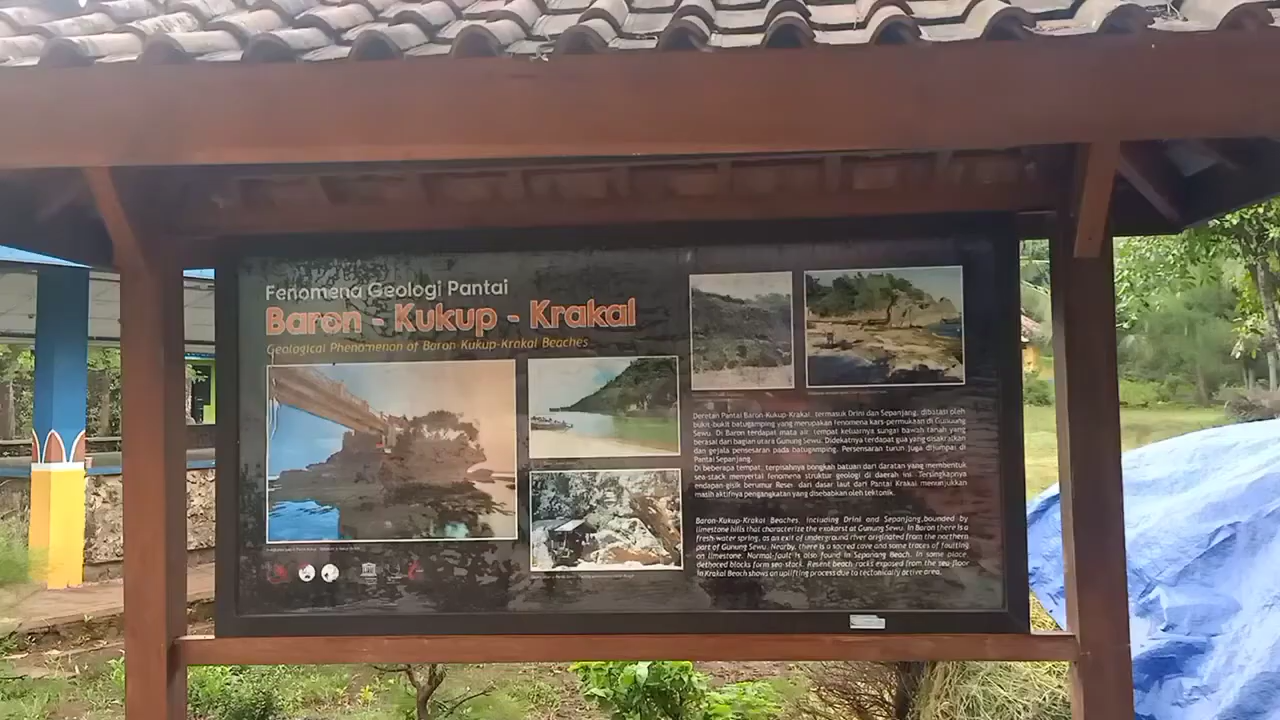 Fenomena Geologi Pantai
Baron - Kukup - Krakal
Geological Phenomenon of Baron-Kukup-Krakal Beaches
Deretan Pantai Baron-Kukup-Krakal, termasuk Drini dan Sepanjang, dibatasi oleh
bukit-bukit batugamping yang merupakan fenomena kars-permukaan di Gunuung
Sewu. Di Baron terdapat mata air: tempat keluarnya sungai bawah tanah yang
berasal dari bagian utara Gunung Sewu. Didekatnya terdapat gua yang disakralkan
dan gejala pensesaran pada batugamping. Persensaran turun juga dijumpai di
Pantai Sepanjang.
Di beberapa tempat, terpisahnya bongkah batuan dari daratan yang membentuk
sea-stack menyertai fenomena struktur geologi di daerah ini. Tersingkapnya
endapan-gisik berumur Resen dari dasar laut dari Pantai Krakal menunjukkan
masih aktifnya pengangkatan yang disebabkan oleh tektonik.
Baron-Kukup-Krakal Beaches, including Drini and Sepanjang, bounded by
limestone hills that characterize the exokarst at Gunung Sewu. In Baron there is a
fresh-water spring, as an exit of underground river originated from the northern
part of Gunung Sewu. Nearby, there is a sacred cave and some traces of faulting
on limestone. Normal-fault is also found in Sepanang Beach. In some place,
dethaced blocks form sea-stack. Resent beach rocks exposed from the sea-floor
in Krakal Beach shows an uplifting process due to tectonically active area.